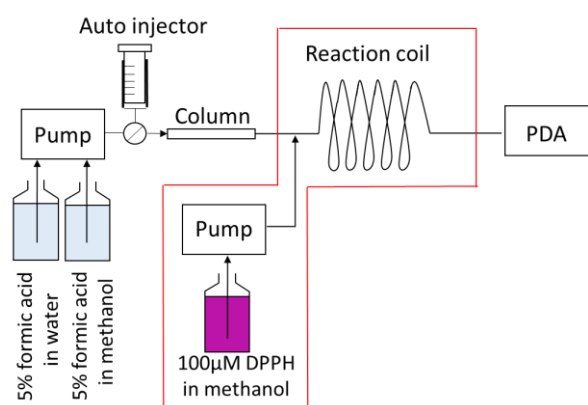 Auto injector
Reaction coil
Pump
Column
PDA
Pump
5% formic acid
in water
5% formic acid
in methanol
100μM DPPH
in methanol